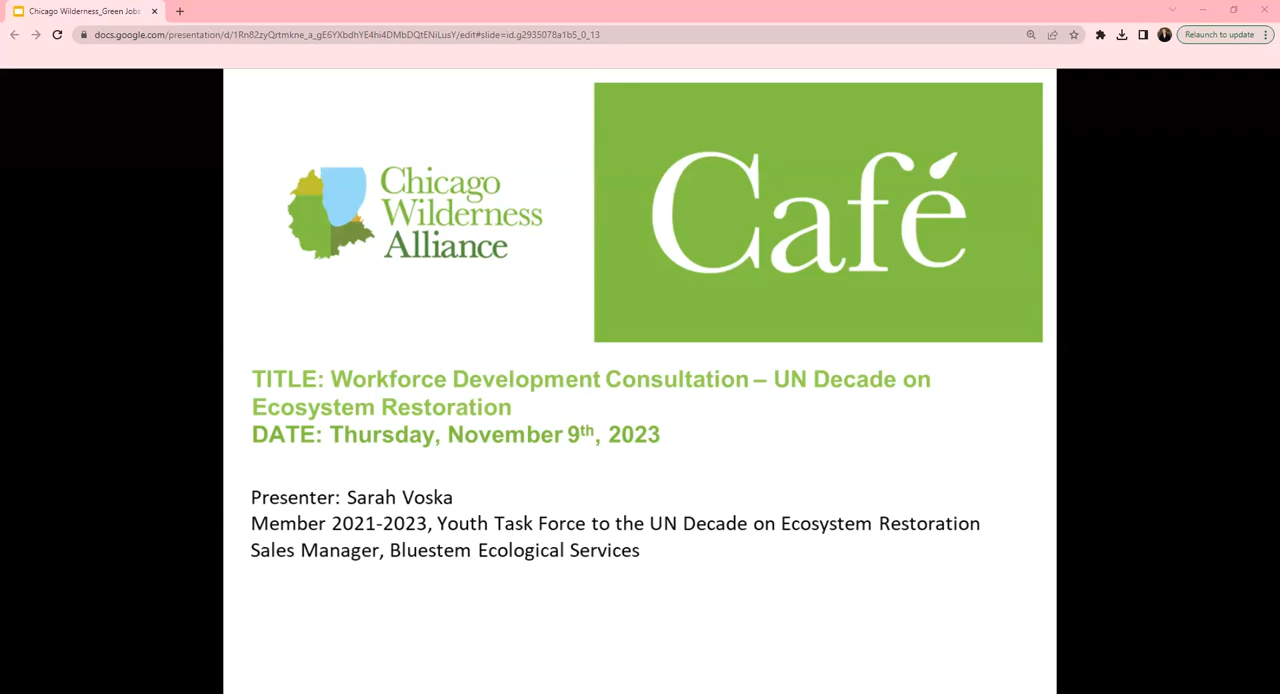 Chicago Wilderness_Green Jobs
docs.google.com/presentation/d/1Rn82zyQrtmkne_a_gE6YXbdhYE4hi4DMbDQtENiLusY/edit#slide=id.g2935078a1b5_0_13
Relaunch to update
Chicago
Wilderness
Alliance
Café
TITLE: Workforce Development Consultation – UN Decade on
Ecosystem Restoration
DATE: Thursday, November 9th, 2023
Presenter: Sarah Voska
Member 2021-2023, Youth Task Force to the UN Decade on Ecosystem Restoration
Sales Manager, Bluestem Ecological Services